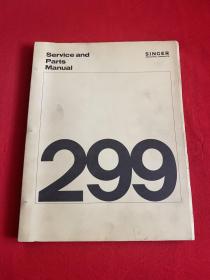 Service and
Parts
Manual
SINGER
299